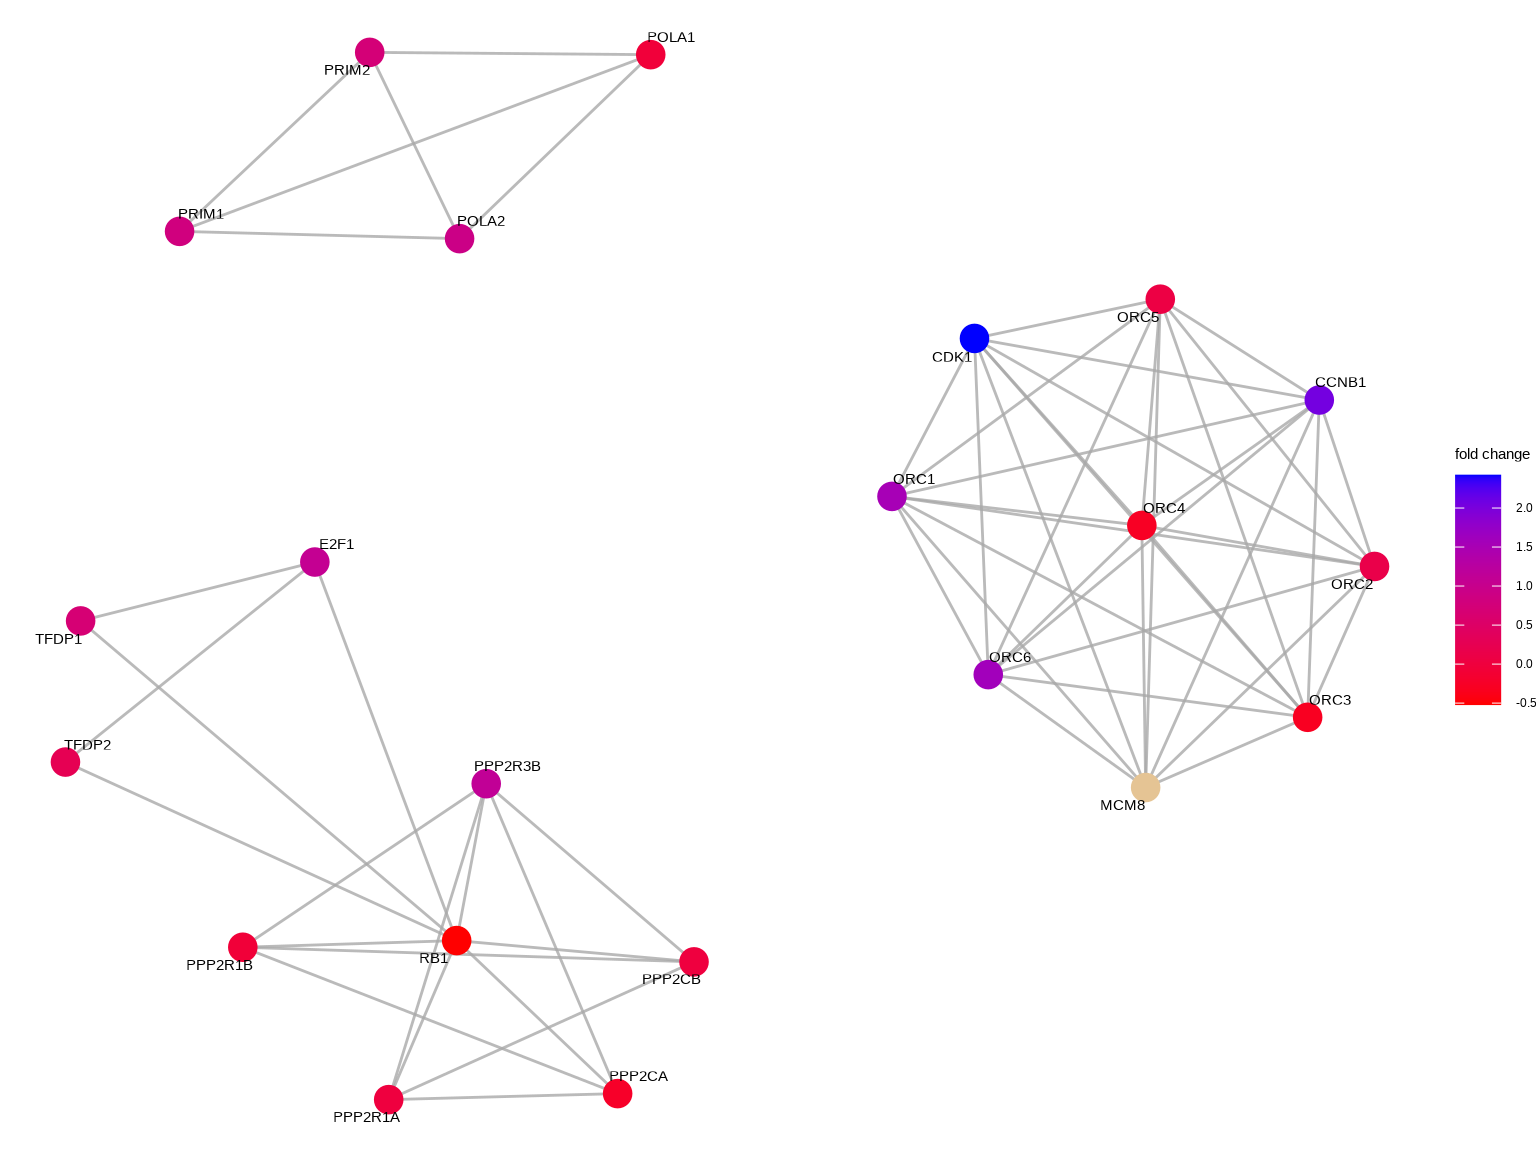 POLA1
PRIM2
PRIM1
POLA2
ORC5
CDK1
CCNB1
fold change
ORC1
2.0
ORC4
1.5
1.0
ORC2
0.5
ORC6
0.0
ORC3
-0.5
MCM8
E2F1
TFDP1
TFDP2
PPP2R3B
RB1
PPP2R1B
PPP2CB
PPP2CA
PPP2R1A